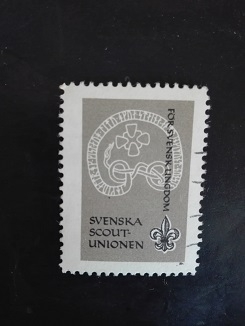 FÖR SVENSK UNGDOM
SVENSKA
SCOUT-
UNIONEN